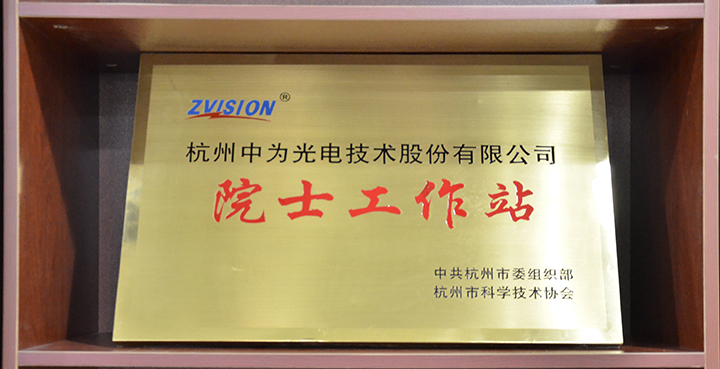 ZVISION®
杭州中为光电技术股份有限公司
院士工作站
中共杭州市委组织部
杭州市科学技术协会